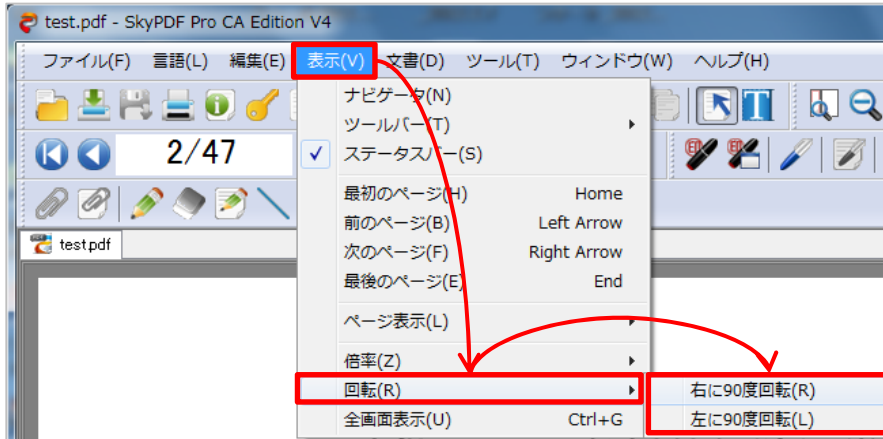 test.pdf - SkyPDF Pro CA Edition V4
ファイル(F) 言語(L) 編集(E) 表示(V) 文書(D) ツール(T) ウィンドウ(W) ヘルプ(H)
ナビゲータ(N)
ツールバー(T)
2/47
ステータスバー(S)
最初のページ(H) Home
前のページ(B) Left Arrow
test.pdf
次のページ(F) Right Arrow
最後のページ(E) End
ページ表示(L)
倍率(Z)
回転(R)
右に90度回転(R)
全画面表示(U) Ctrl+G
左に90度回転(L)